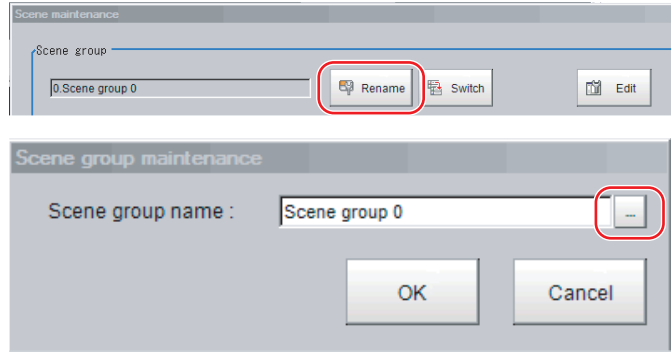 Scene maintenance
Scene group
0.Scene group 0 Rename Switch Edit
Scene group maintenance
Scene group name : Scene group 0 ...
OK Cancel